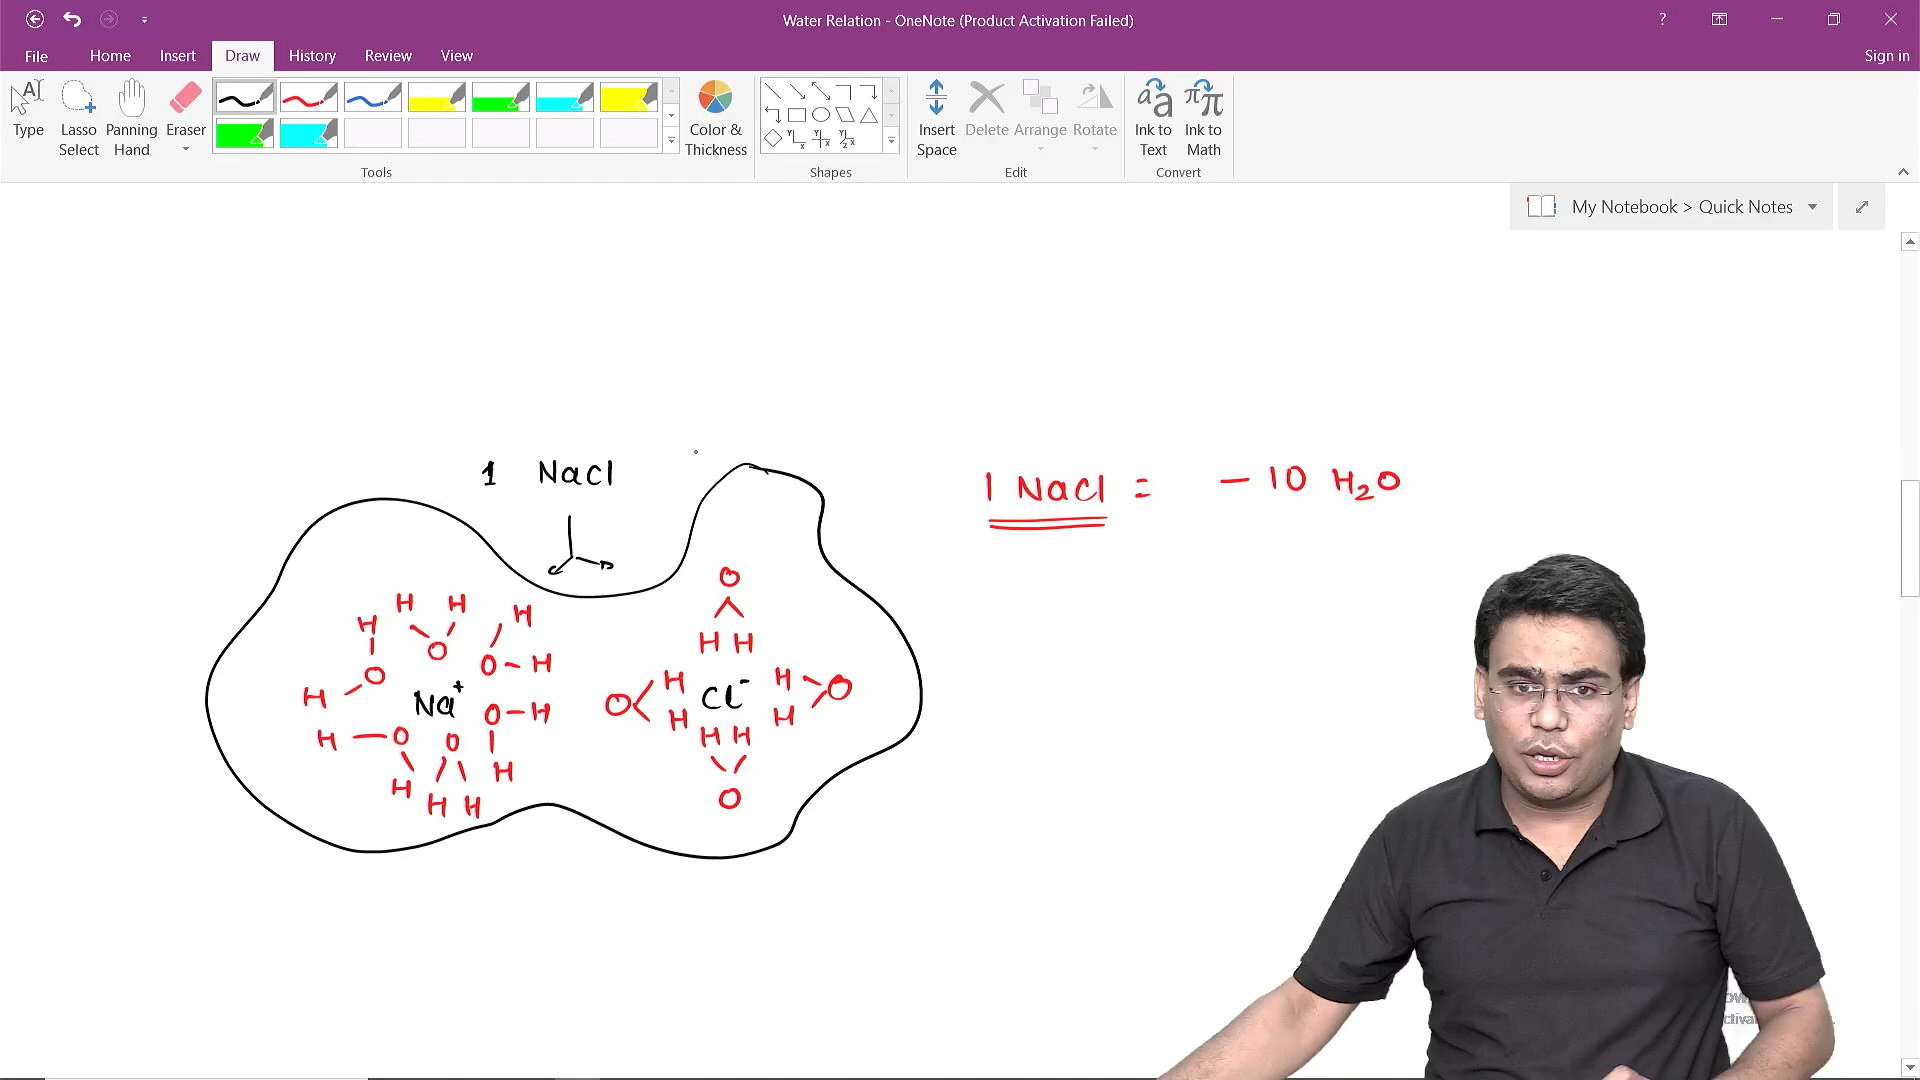 Water Relation - OneNote (Product Activation Failed)
?
File Home Insert Draw History Review View
Sign in
Type
Lasso Select
Panning Hand
Eraser
Color & Thickness
Insert Space
Delete
Arrange
Rotate
Ink to Text
Ink to Math
Tools
Shapes
Edit
Convert
My Notebook > Quick Notes
1 NaCl
1 NaCl = - 10 H₂O
O
H H H
H
H H
O
O H
O
H
Na⁺
O H
H O O
H
H
H H
O
H H
Cl⁻
H
H
H
H
O
H H
O